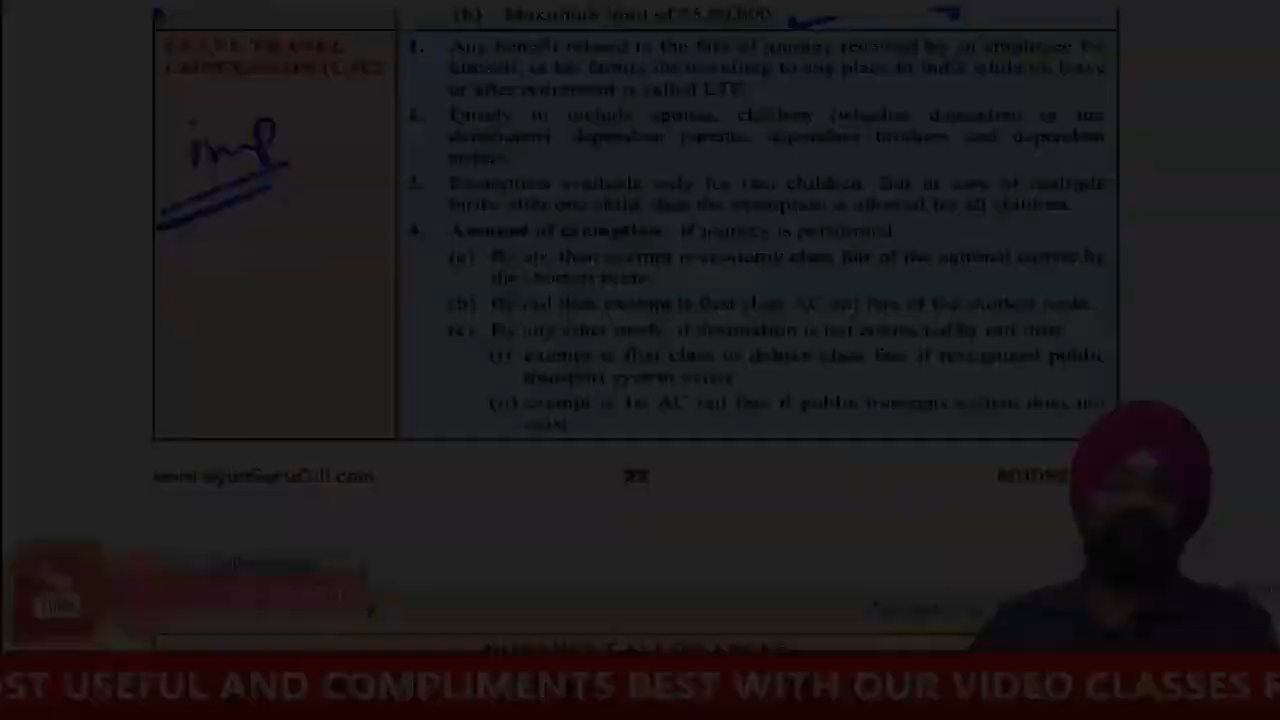 (b) Maximum limit of ₹5,00,000
LEAVE TRAVEL
CONCESSION (LTC)
imp
1. Any benefit related to the fare of journey received by an employee for
himself or his family for travelling to any place in India while on leave
or after retirement is called LTC.
2. Family to include spouse, children (whether dependent or not
dependent), dependent parents, dependent brothers and dependent
sisters.
3. Exemption available only for two children. But in case of multiple
births after one child, then the exemption is allowed for all children.
4. Amount of exemption if journey is performed
(a) By air, then exempt is economy class fare of the national carrier by
the shortest route.
(b) By rail then exempt is first class AC rail fare of the shortest route.
(c) By any other mode, if destination is not connected by rail then
(i) exempt is first class or deluxe class fare if recognized public
transport system exists
(ii) exempt is 1st AC rail fare if public transport system does not
exist
22
OST USEFUL AND COMPLIMENTS BEST WITH OUR VIDEO CLASSES F